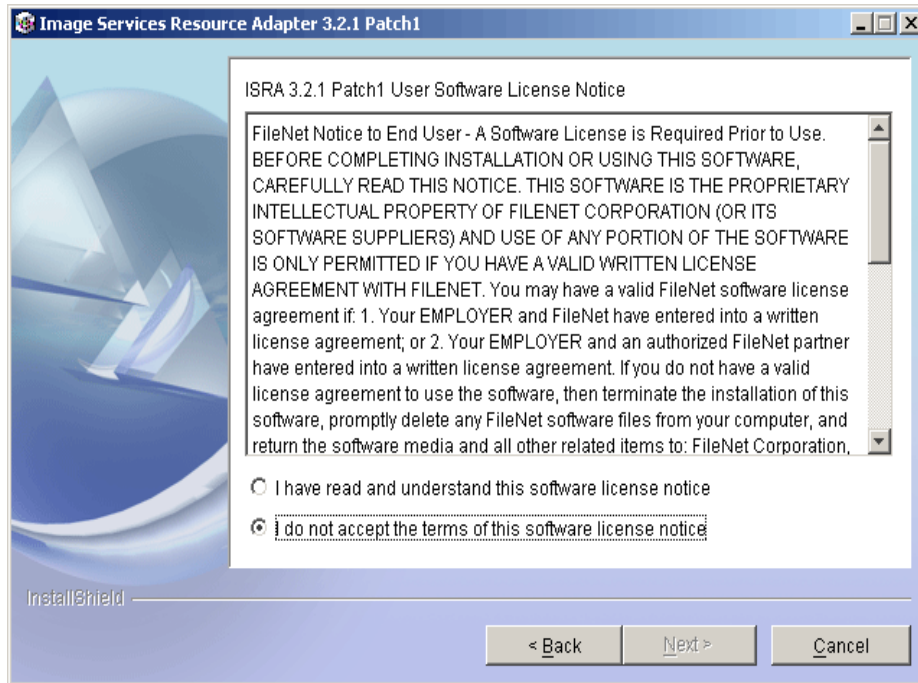 Image Services Resource Adapter 3.2.1 Patch1
ISRA 3.2.1 Patch1 User Software License Notice
FileNet Notice to End User - A Software License is Required Prior to Use.
BEFORE COMPLETING INSTALLATION OR USING THIS SOFTWARE,
CAREFULLY READ THIS NOTICE. THIS SOFTWARE IS THE PROPRIETARY
INTELLECTUAL PROPERTY OF FILENET CORPORATION (OR ITS
SOFTWARE SUPPLIERS) AND USE OF ANY PORTION OF THE SOFTWARE
IS ONLY PERMITTED IF YOU HAVE A VALID WRITTEN LICENSE
AGREEMENT WITH FILENET. You may have a valid FileNet software license
agreement if: 1. Your EMPLOYER and FileNet have entered into a written
license agreement; or 2. Your EMPLOYER and an authorized FileNet partner
have entered into a written license agreement. If you do not have a valid
license agreement to use the software, then terminate the installation of this
software, promptly delete any FileNet software files from your computer, and
return the software media and all other related items to: FileNet Corporation,
I have read and understand this software license notice
I do not accept the terms of this software license notice
InstallShield
< Back
Next >
Cancel